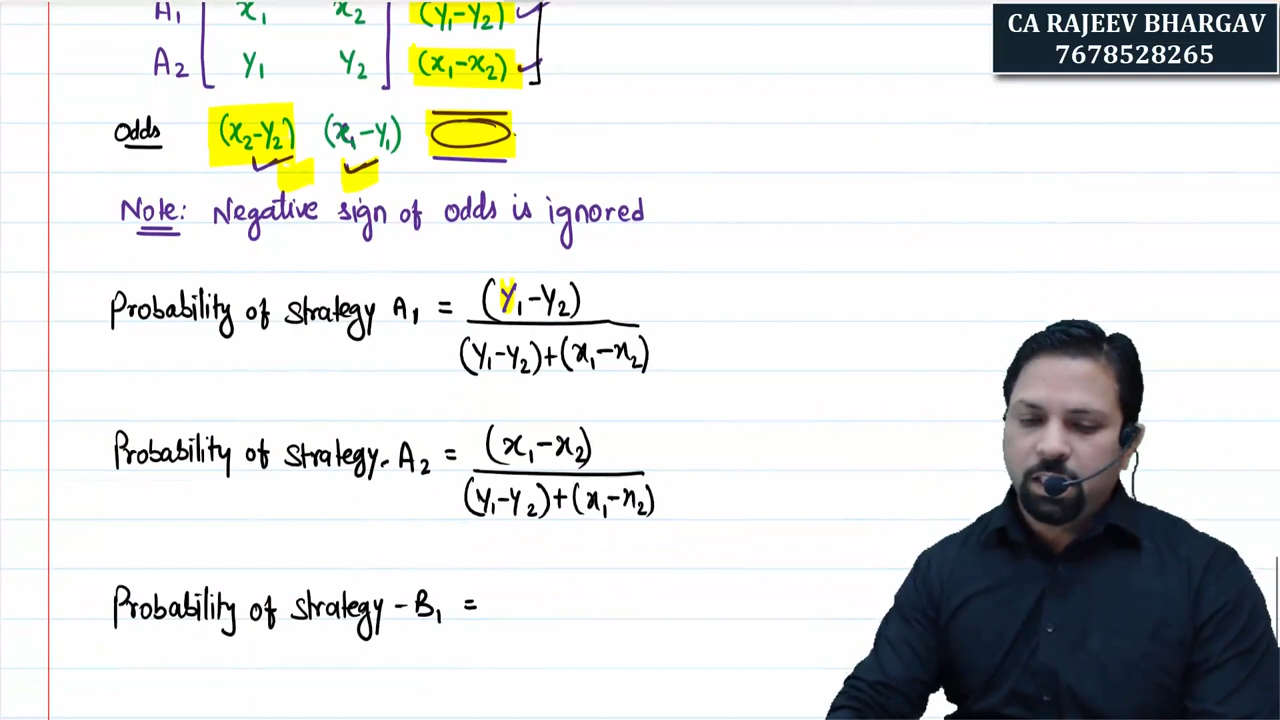 CA RAJEEV BHARGAV
7678528265
A₁ x₁ x₂ (y₁-y₂)
A₂ y₁ y₂ (x₁-x₂)
Odds (x₂-y₂) (x₁-y₁)
Note: Negative sign of odds is ignored
Probability of strategy A₁ = (y₁-y₂)
(y₁-y₂)+(x₁-x₂)
Probability of strategy-A₂ = (x₁-x₂)
(y₁-y₂)+(x₁-x₂)
Probability of strategy-B₁ =